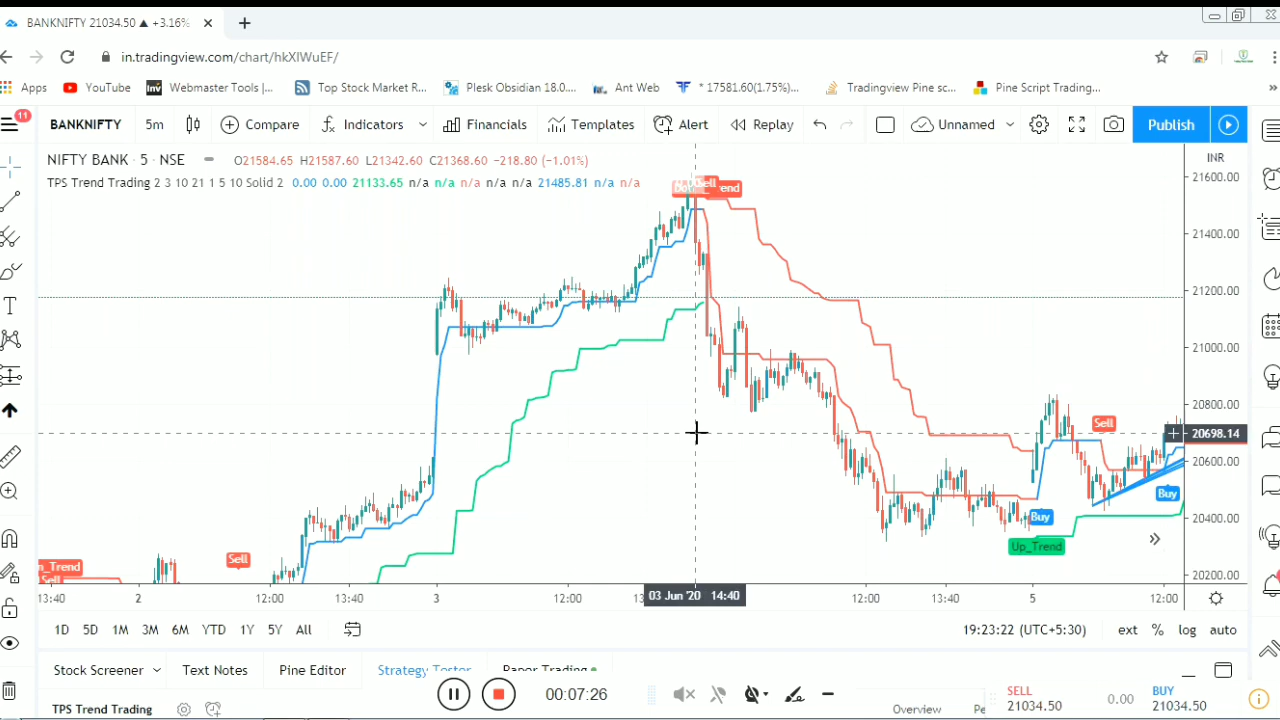 BANKNIFTY 21034.50 ▲ +3.16%
in.tradingview.com/chart/hkXIWuEF/
Apps YouTube Webmaster Tools |... Top Stock Market R... Plesk Obsidian 18.0.... Ant Web * 17581.60(1.75%)... Tradingview Pine sc... Pine Script Trading... »
11 BANKNIFTY 5m Compare Indicators Financials Templates Alert Replay Unnamed Publish
NIFTY BANK · 5 · NSE O21584.65 H21587.60 L21342.60 C21368.60 −218.80 (−1.01%)
INR
TPS Trend Trading 2 3 10 21 1 5 10 Solid 2 0.00 0.00 21133.65 n/a n/a n/a n/a n/a 21485.81 n/a n/a
21600.00
21400.00
21200.00
21000.00
20800.00
Sell
20698.14
20600.00
Buy
Buy
20400.00
Up_Trend
Sell
n_Trend
Sell
20200.00
13:40 2 12:00 13:40 3 12:00 03 Jun '20 14:40 12:00 13:40 5 12:00
1D 5D 1M 3M 6M YTD 1Y 5Y All 19:23:22 (UTC+5:30) ext % log auto
Stock Screener Text Notes Pine Editor Strategy Tester Paper Trading
00:07:26
SELL 21034.50 0.00 BUY 21034.50
TPS Trend Trading Overview